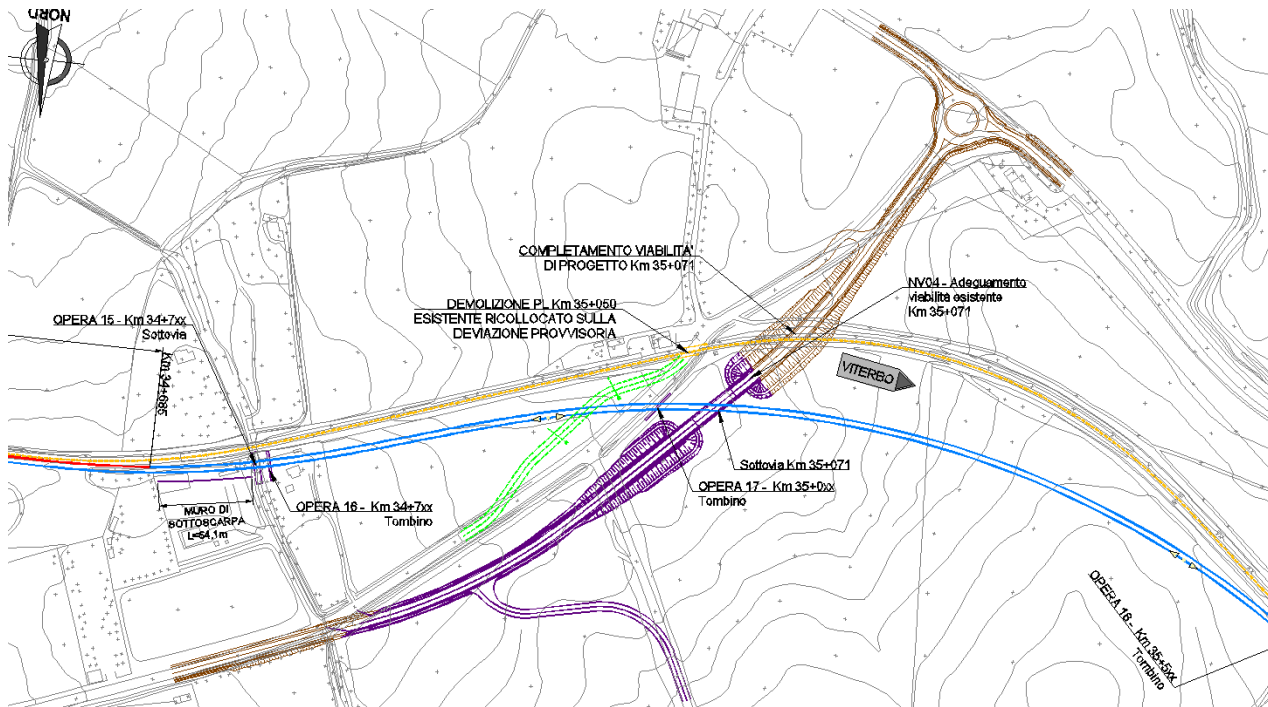 NORD
COMPLETAMENTO VIABILITA'
DI PROGETTO Km 35+071
DEMOLIZIONE PL Km 35+050
ESISTENTE RICOLLOCATO SULLA
DEVIAZIONE PROVVISORIA
NV04 - Adeguamento
viabilità esistente
Km 35+071
OPERA 15 - Km 34+7xx
Sottovia
Km 34+685
VITERBO
Sottovia Km 35+071
OPERA 17 - Km 35+0xx
Tombino
OPERA 16 - Km 34+7xx
Tombino
MURO DI
SOTTOSCARPA
L=54,1m
OPERA 18 - Km 35+5xx
Tombino